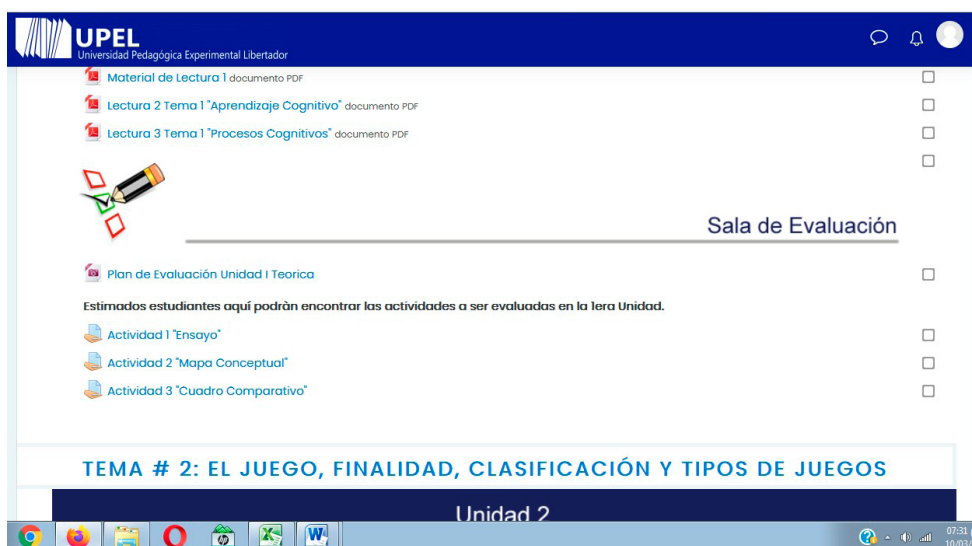 UPEL
Universidad Pedagógica Experimental Libertador
Material de Lectura 1 documento PDF
Lectura 2 Tema 1 "Aprendizaje Cognitivo" documento PDF
Lectura 3 Tema 1 "Procesos Cognitivos" documento PDF
Sala de Evaluación
Plan de Evaluación Unidad I Teorica
Estimados estudiantes aquí podràn encontrar las actividades a ser evaluadas en la 1era Unidad.
Actividad 1 "Ensayo"
Actividad 2 "Mapa Conceptual"
Actividad 3 "Cuadro Comparativo"
TEMA # 2: EL JUEGO, FINALIDAD, CLASIFICACIÓN Y TIPOS DE JUEGOS
Unidad 2
07:31
10/03/